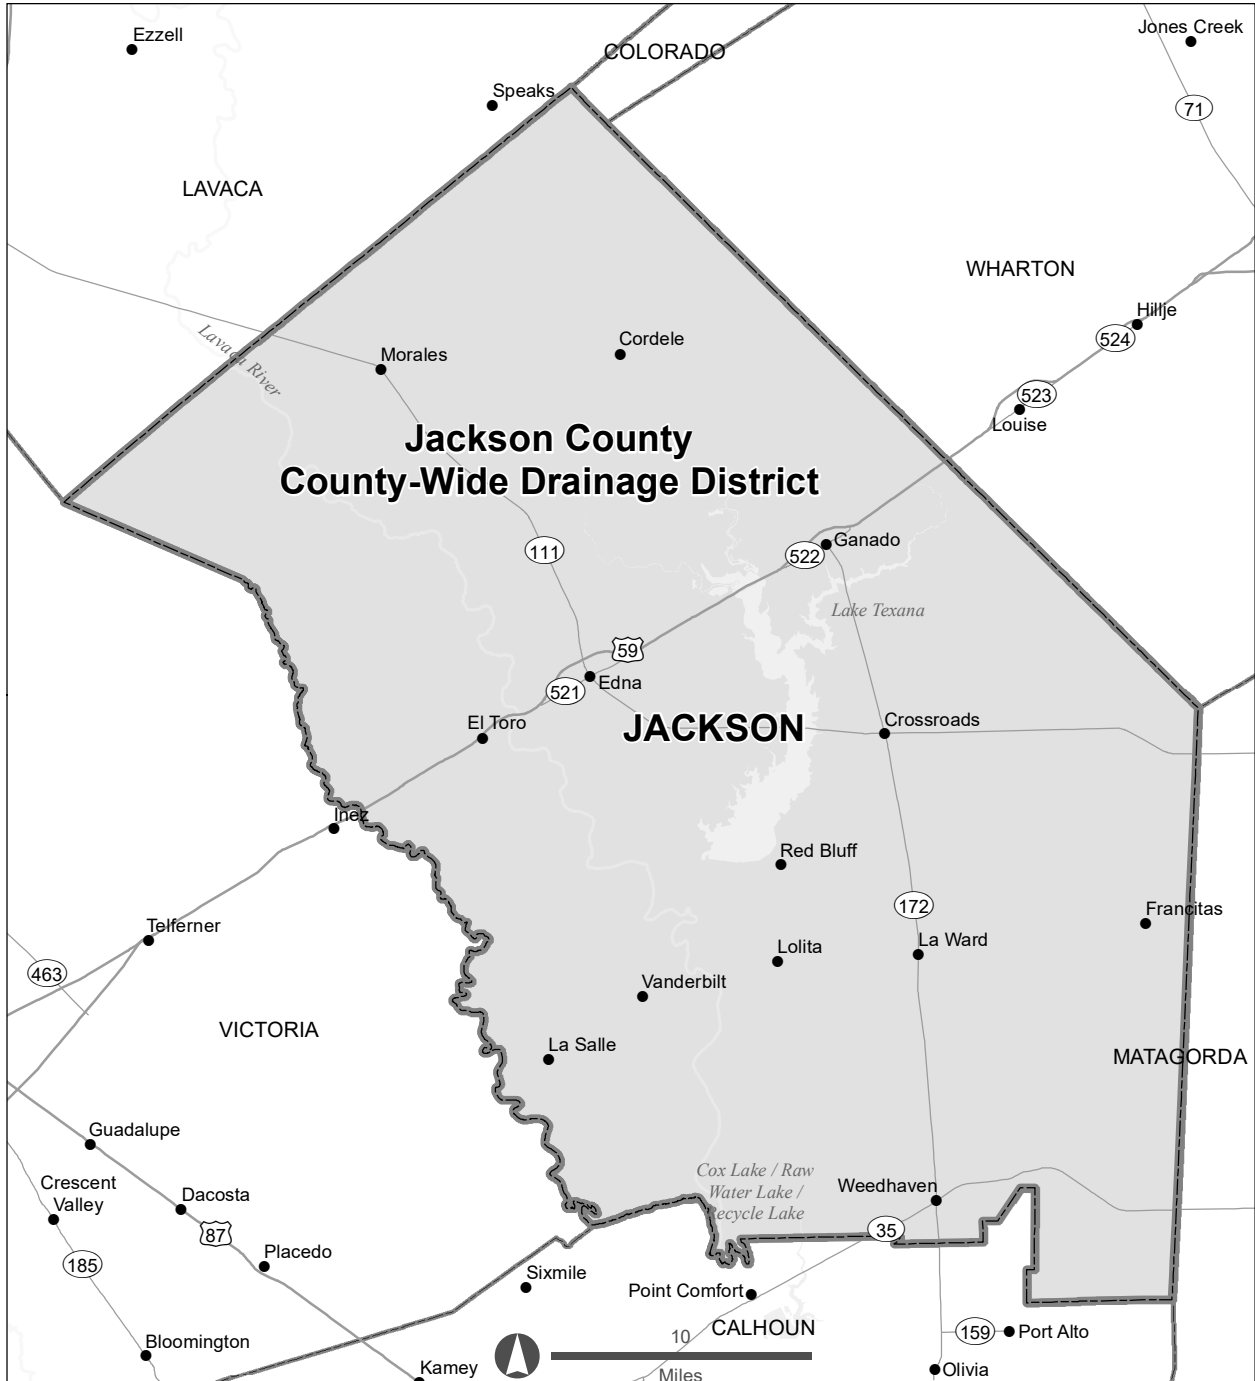 Ezzell
Jones Creek
COLORADO
Speaks
71
LAVACA
WHARTON
Hillje
524
Lavaca River
Cordele
Morales
523
Louise
Jackson County
County-Wide Drainage District
111
522
Ganado
Lake Texana
59
Edna
521
El Toro
JACKSON
Crossroads
Inez
Red Bluff
172
Francitas
Telferner
La Ward
Lolita
463
Vanderbilt
VICTORIA
La Salle
MATAGORDA
Guadalupe
Cox Lake / Raw
Water Lake /
Recycle Lake
Crescent
Valley
Weedhaven
Dacosta
87
35
Placedo
185
Sixmile
Point Comfort
CALHOUN
159
Port Alto
Bloomington
10
Miles
Kamey
Olivia